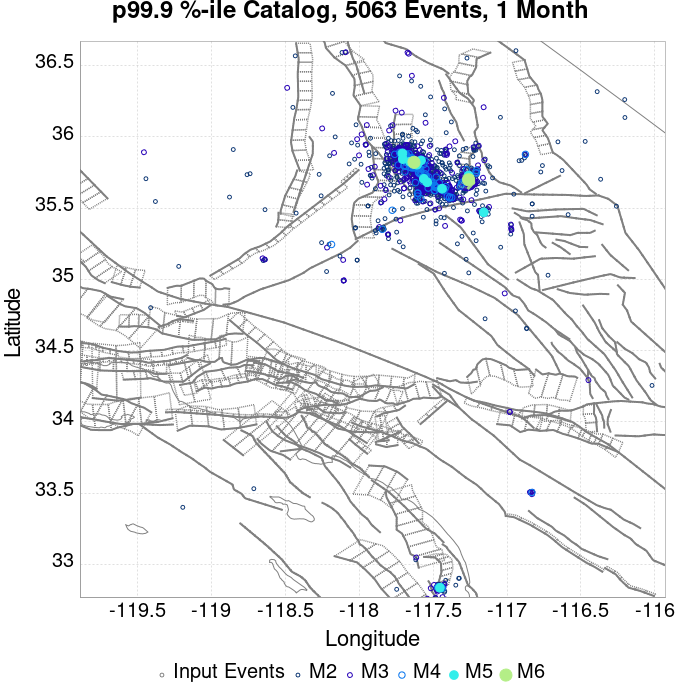 p99.9 %-ile Catalog, 5063 Events, 1 Month
36.5
36
35.5
35
34.5
34
33.5
33
Latitude
-119.5 -119 -118.5 -118 -117.5 -117 -116.5 -116
Longitude
Input Events M2 M3 M4 M5 M6